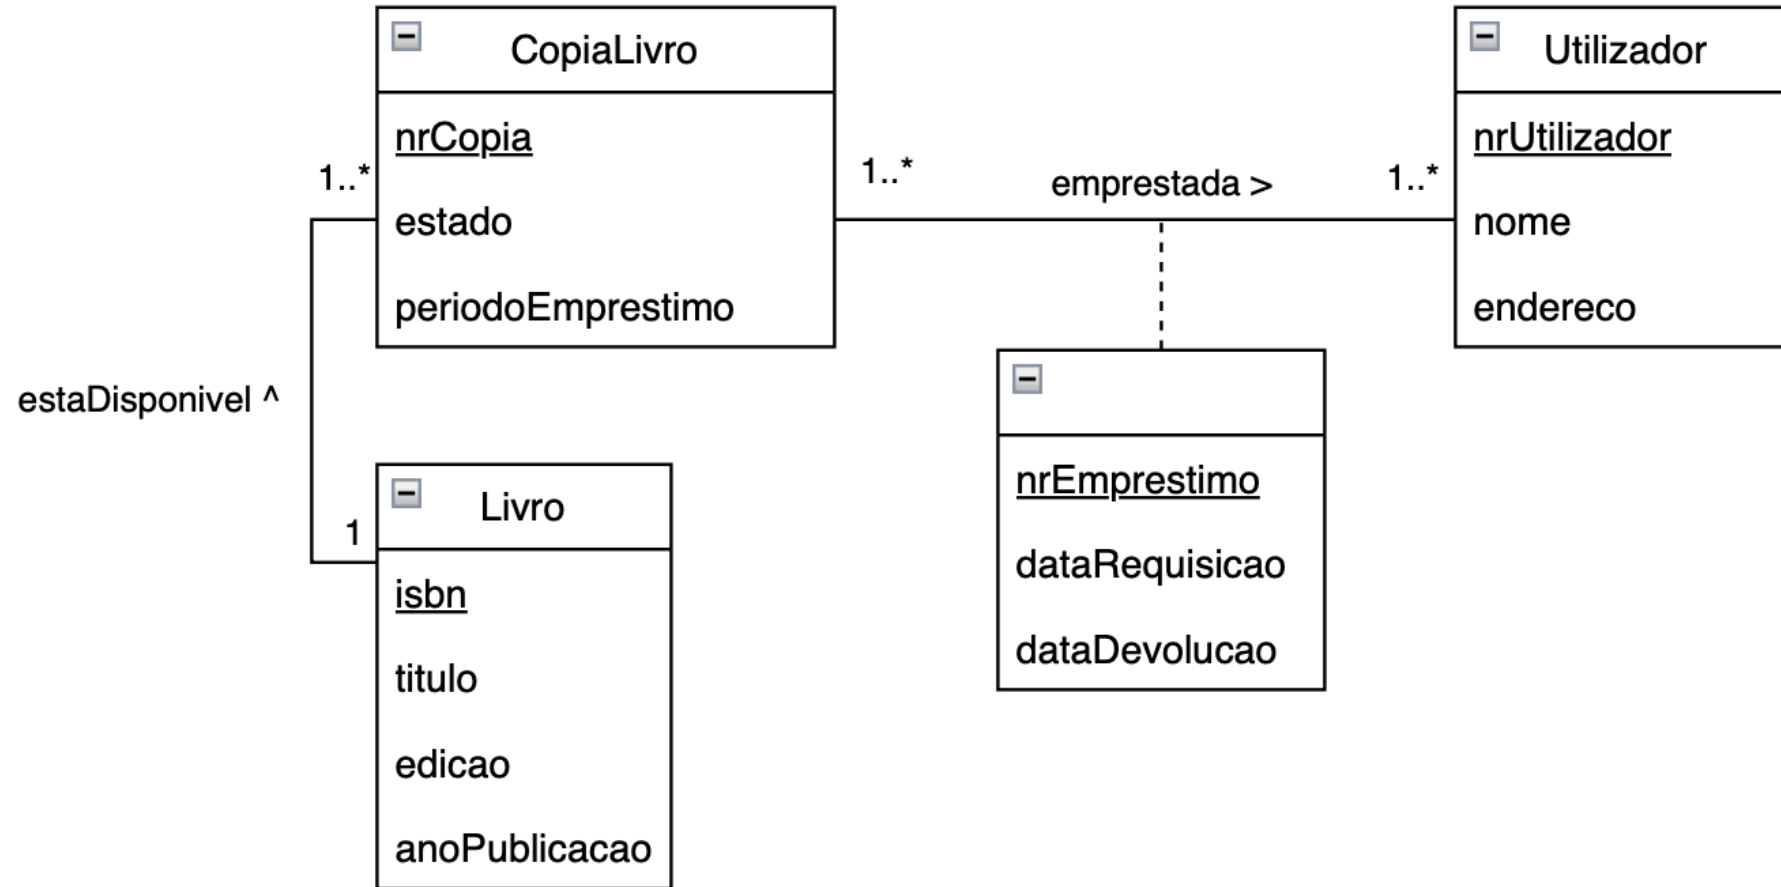 CopiaLivro
nrCopia
estado
periodoEmprestimo
1..*
1..*
emprestada >
1..*
Utilizador
nrUtilizador
nome
endereco
estaDisponivel ^
1
Livro
isbn
titulo
edicao
anoPublicacao
nrEmprestimo
dataRequisicao
dataDevolucao